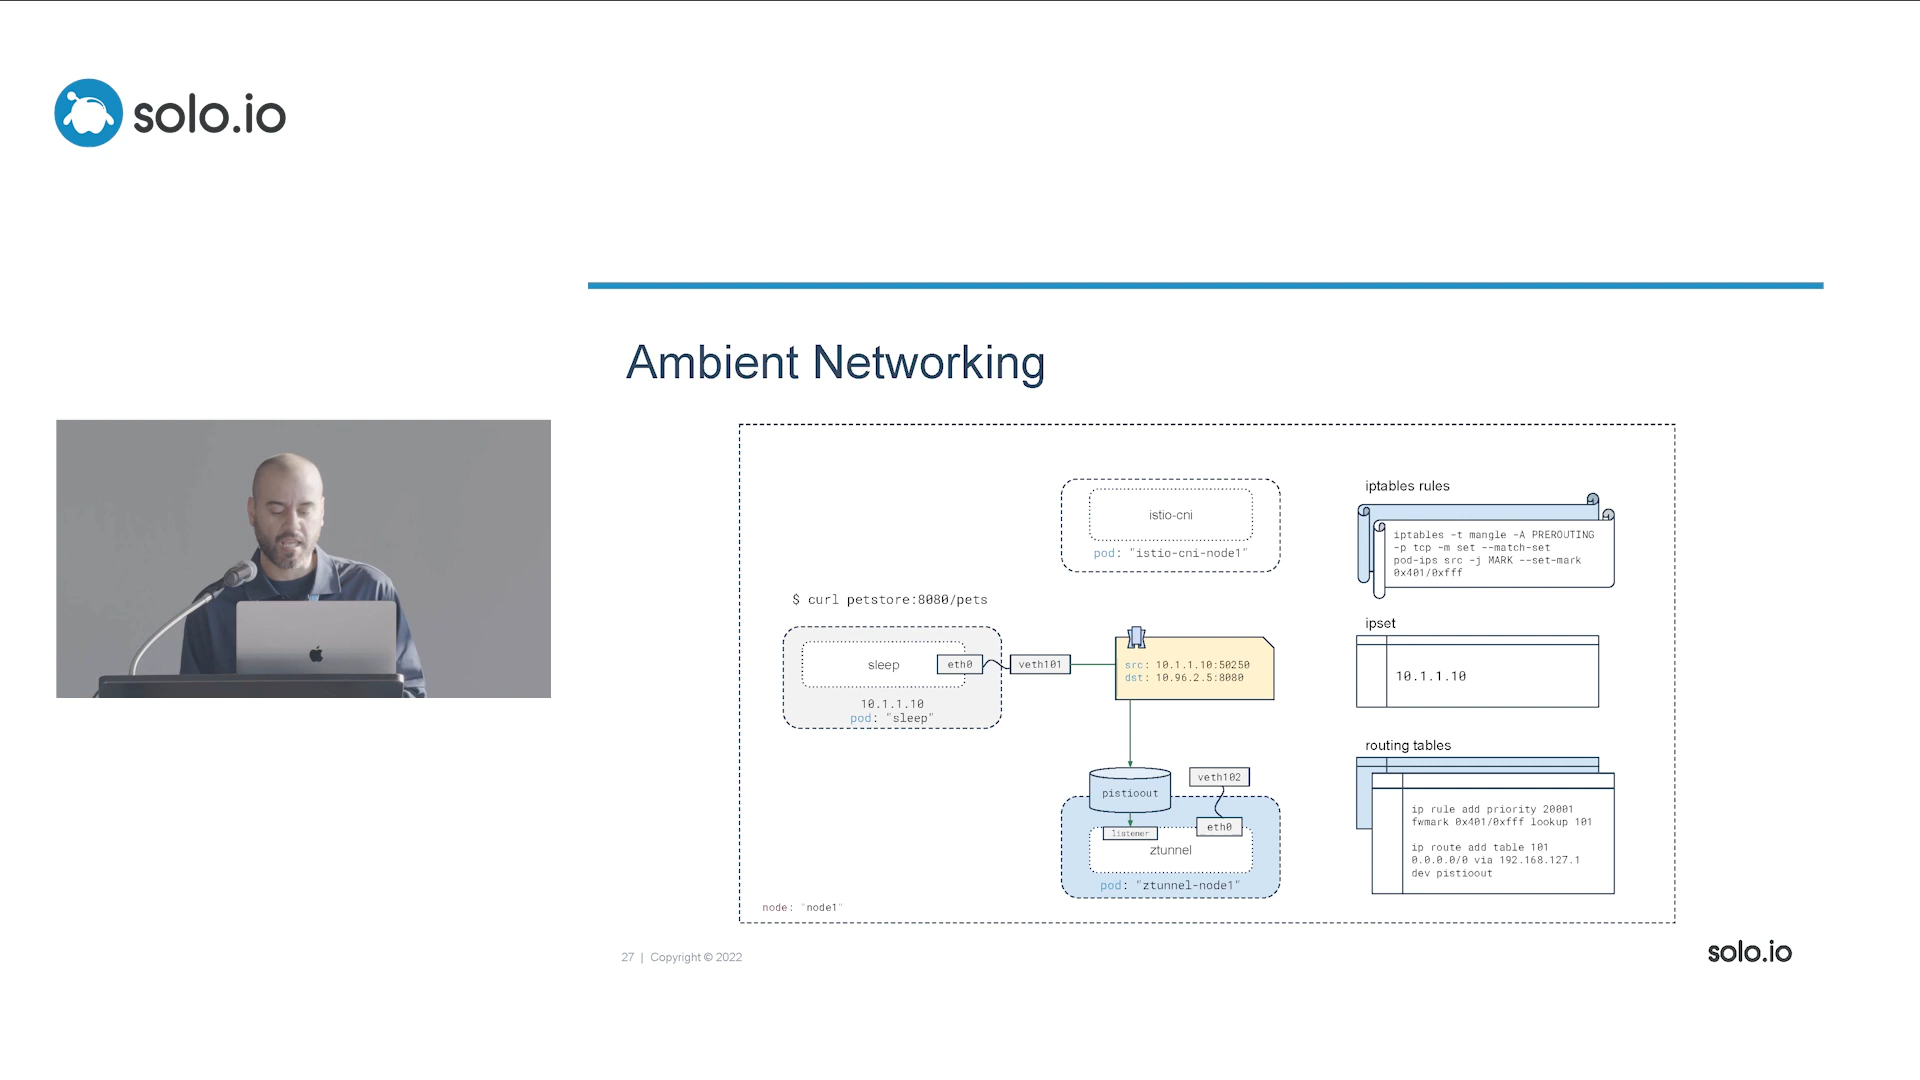 solo.io
Ambient Networking
istio-cni
pod: "istio-cni-node1"
iptables rules
iptables -t mangle -A PREROUTING
-p tcp -m set --match-set
pod-ips src -j MARK --set-mark
0x401/0xfff
$ curl petstore:8080/pets
sleep
eth0
veth101
10.1.1.10
pod: "sleep"
src: 10.1.1.10:50250
dst: 10.96.2.5:8080
ipset
10.1.1.10
pistioout
veth102
listener
eth0
ztunnel
pod: "ztunnel-node1"
routing tables
ip rule add priority 20001
fwmark 0x401/0xfff lookup 101
ip route add table 101
0.0.0.0/0 via 192.168.127.1
dev pistioout
node: "node1"
27 | Copyright © 2022
solo.io